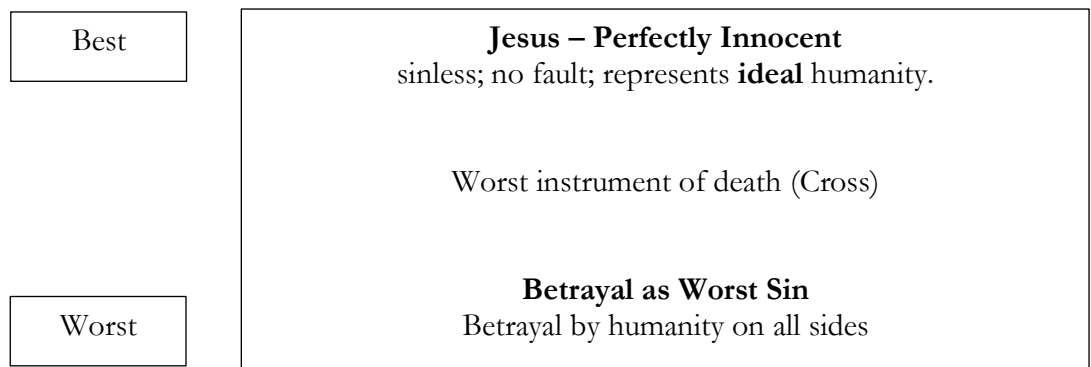 Best
Jesus – Perfectly Innocent
sinless; no fault; represents ideal humanity.
Worst instrument of death (Cross)
Betrayal as Worst Sin
Worst
Betrayal by humanity on all sides